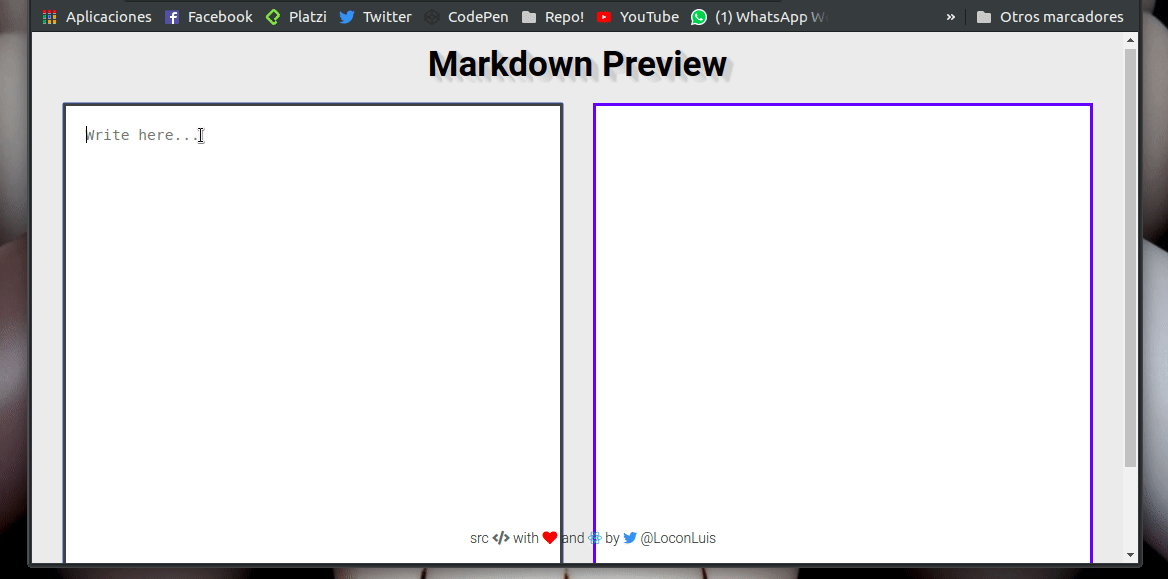 Aplicaciones Facebook Platzi Twitter CodePen Repo! YouTube (1) WhatsApp W » Otros marcadores
Markdown Preview
Write here...
src </> with and by @LoconLuis